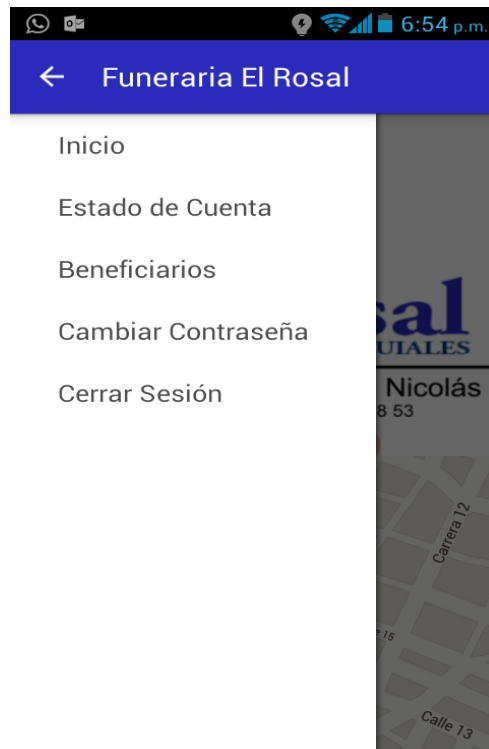 6:54 p.m.
Funeraria El Rosal
Inicio
Estado de Cuenta
Beneficiarios
Cambiar Contraseña
Cerrar Sesión
sal
UIALES
Nicolás
8 53
Carrera 12
15
Calle 13